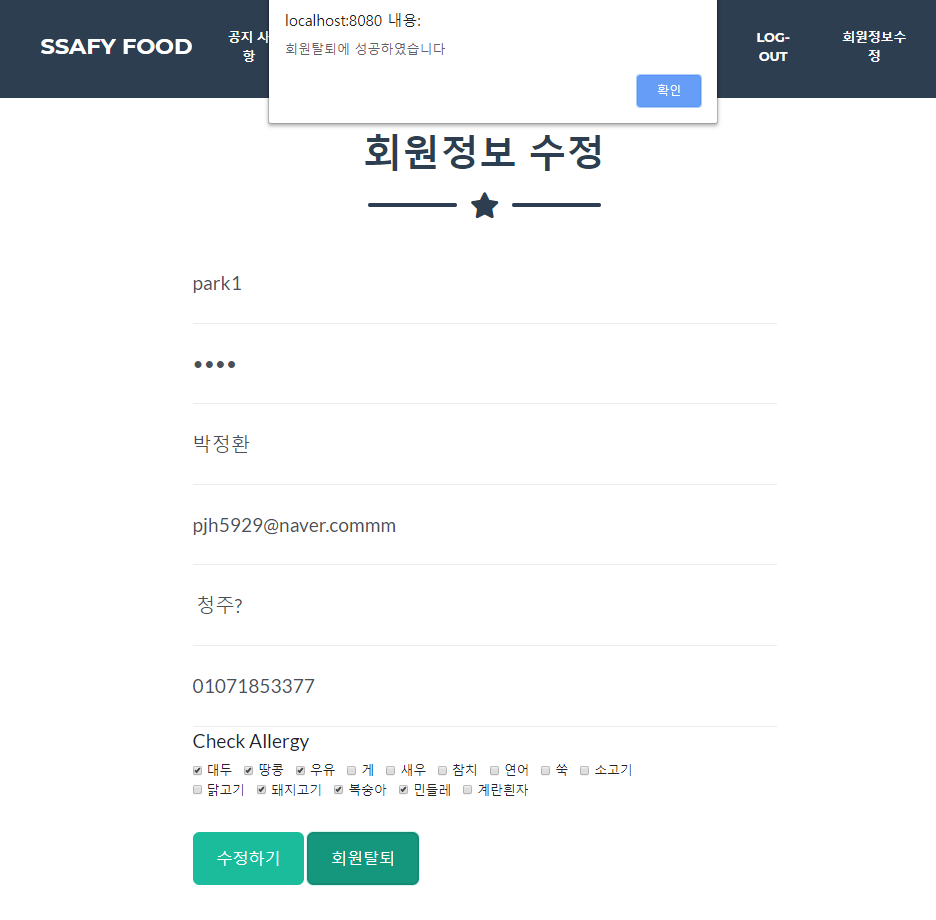 localhost:8080 내용:
회원탈퇴에 성공하였습니다
확인
SSAFY FOOD
공지 사
항
LOG-
OUT
회원정보수
정
회원정보 수정
park1
••••
박정환
pjh5929@naver.commm
청주?
01071853377
Check Allergy
대두 땅콩 우유 게 새우 참치 연어 쑥 소고기
닭고기 돼지고기 복숭아 민들레 계란흰자
수정하기 회원탈퇴